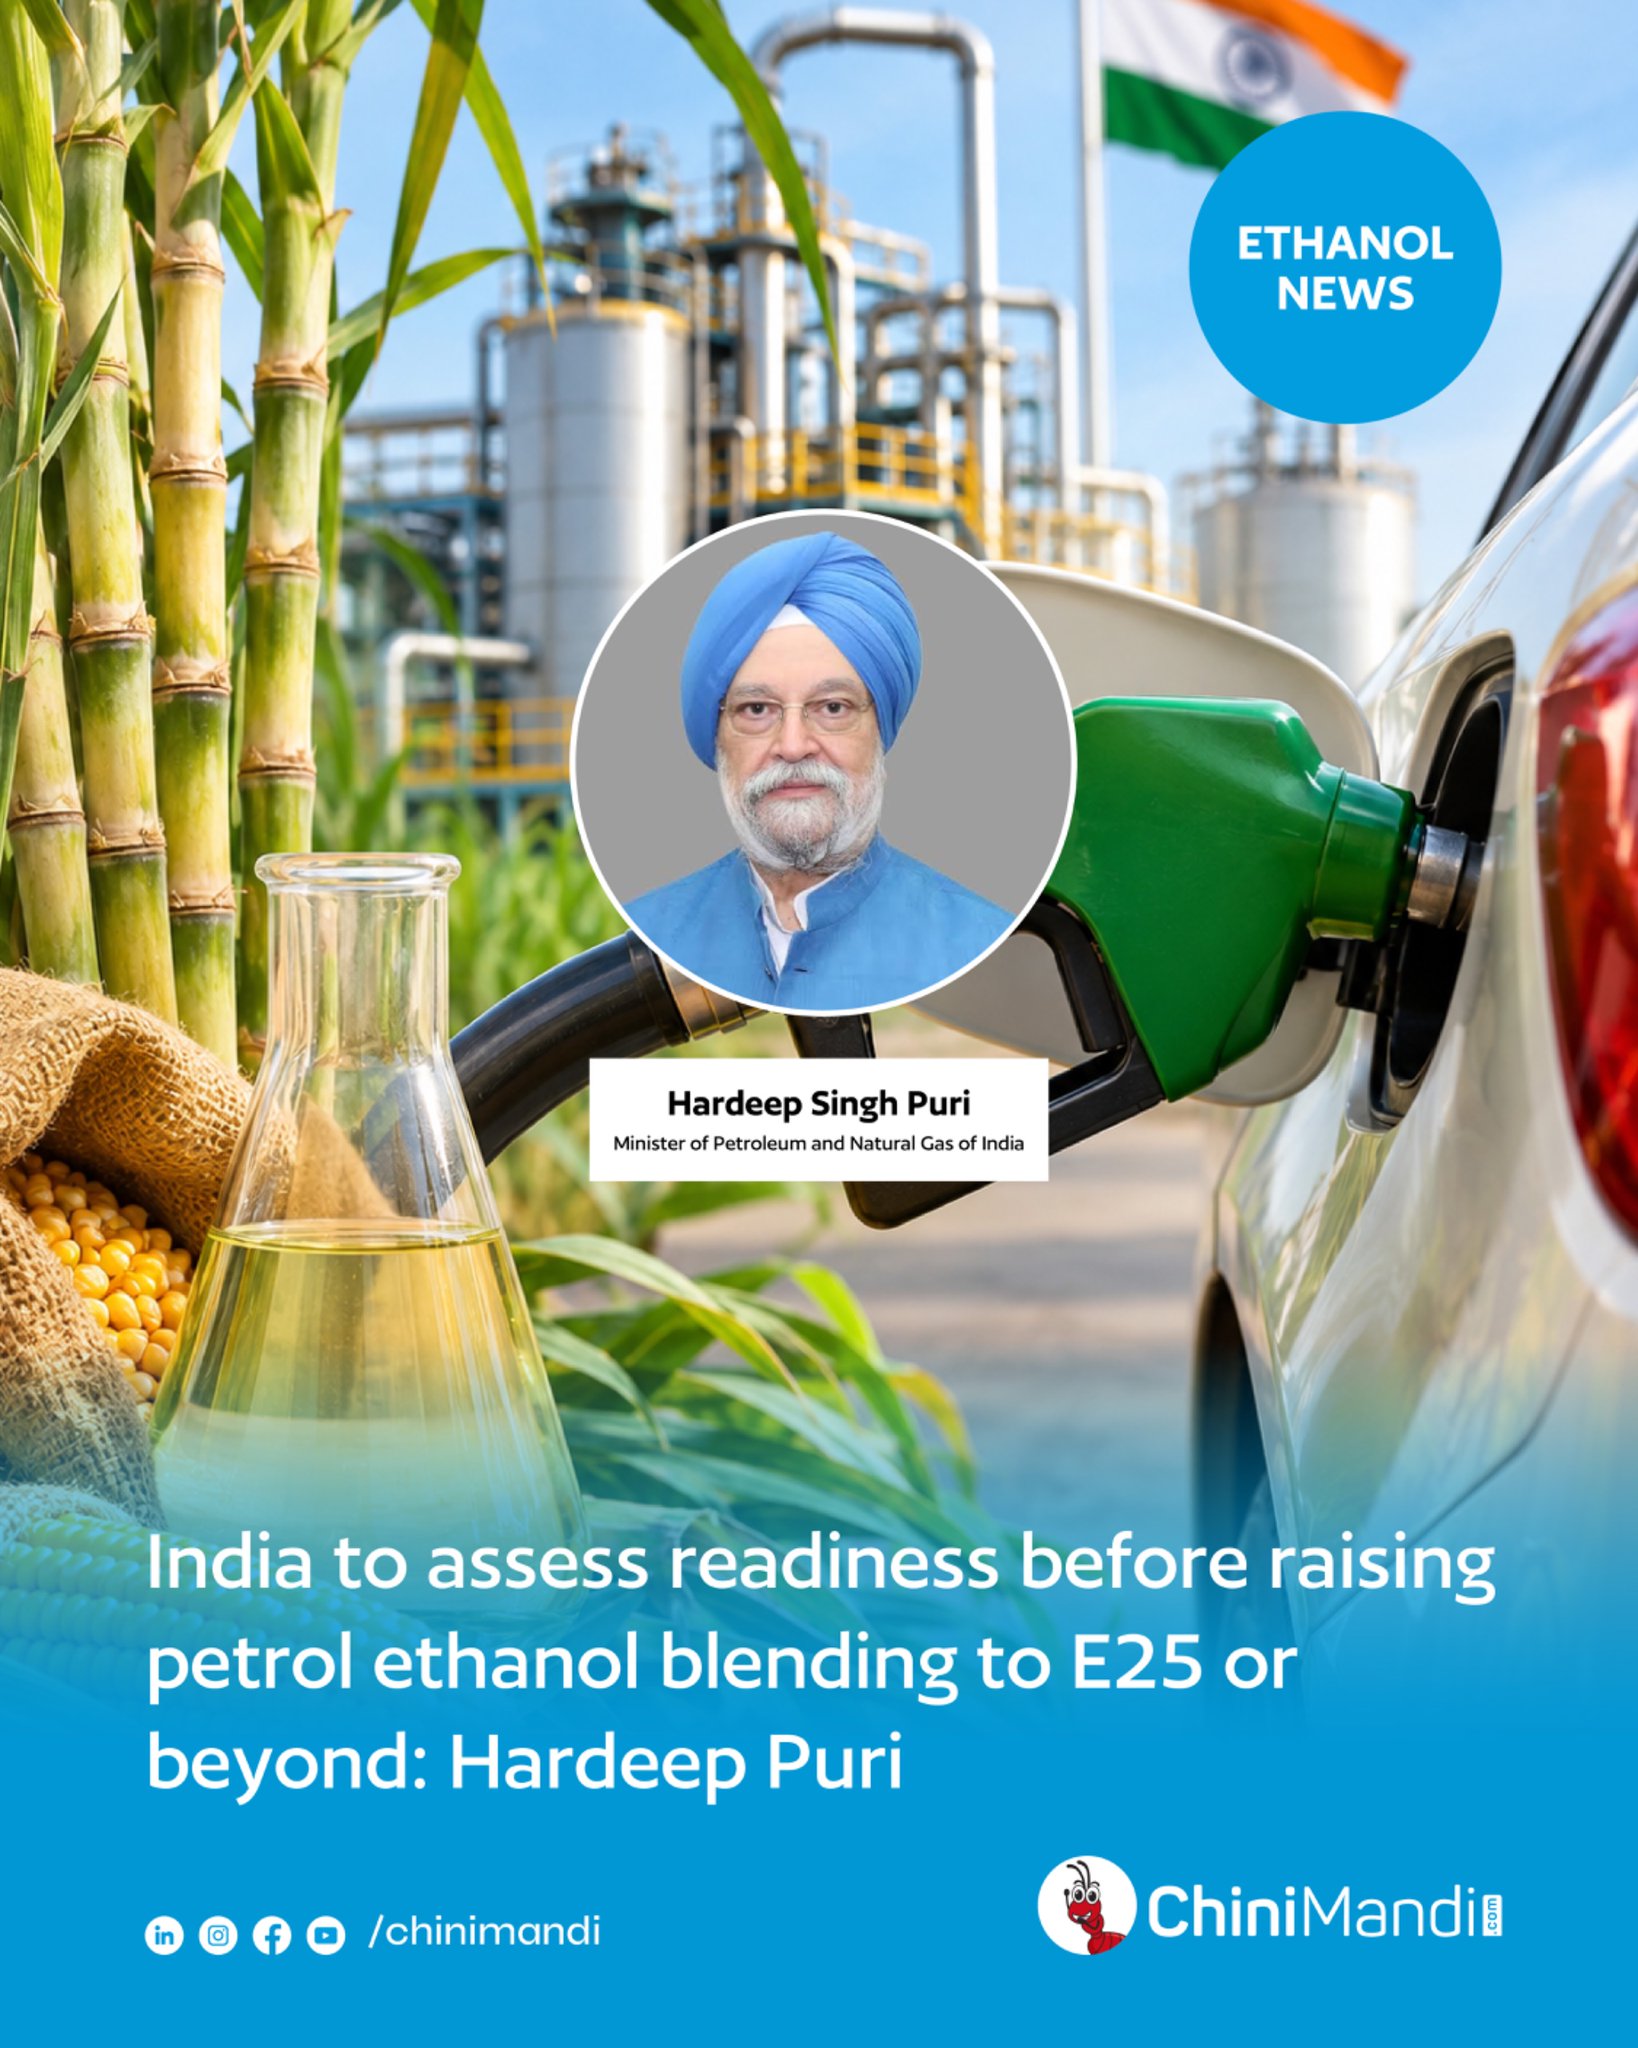 ETHANOL
NEWS
Hardeep Singh Puri
Minister of Petroleum and Natural Gas of India
India to assess readiness before raising
petrol ethanol blending to E25 or
beyond: Hardeep Puri
in
/chinimandi
ChiniMandi.com